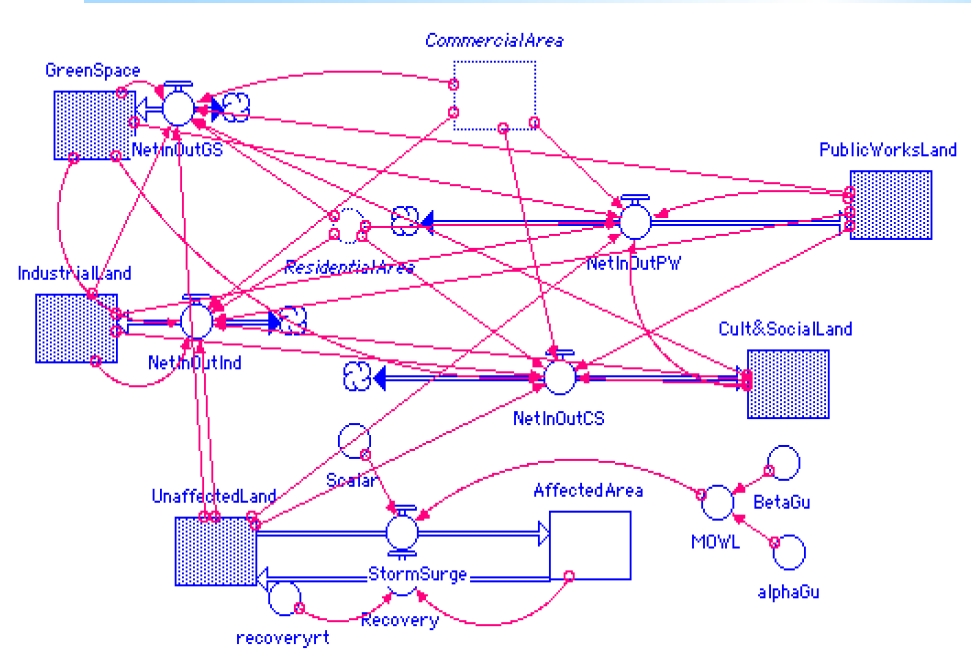 CommercialArea
GreenSpace
NetInOutGS
PublicWorksLand
ResidentialArea
NetInOutPW
IndustrialLand
Cult&SocialLand
NetInOutInd
NetInOutCS
Scalar
UnaffectedLand
AffectedArea
BetaGu
MOWL
StormSurge
alphaGu
Recovery
recoveryrt